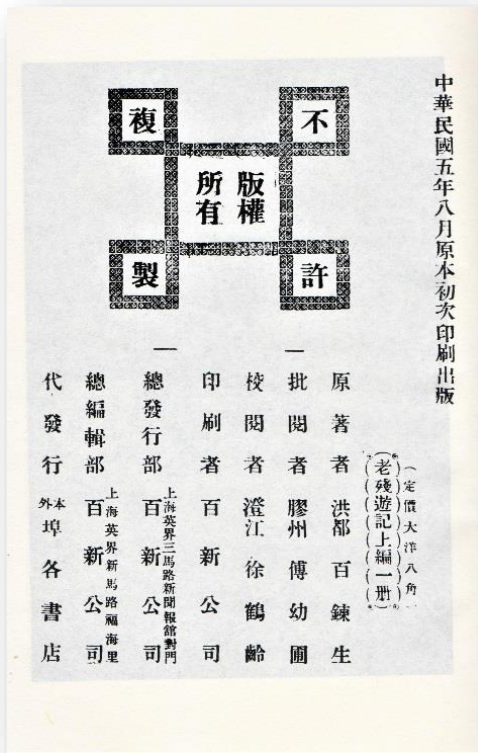 中華民國五年八月原本初次印刷出版
不許
複製
版權
所有
(定價大洋八角)
老殘遊記上編一册
原著者 洪都百鍊生
批閱者 膠州傅幼圃
校閱者 澄江徐鶴齡
印刷者 百新公司
總發行部 上海英界三馬路新聞報舘對門 百新公司
總編輯部 上海英界新馬路福海里 百新公司
代發行 本外埠各書店